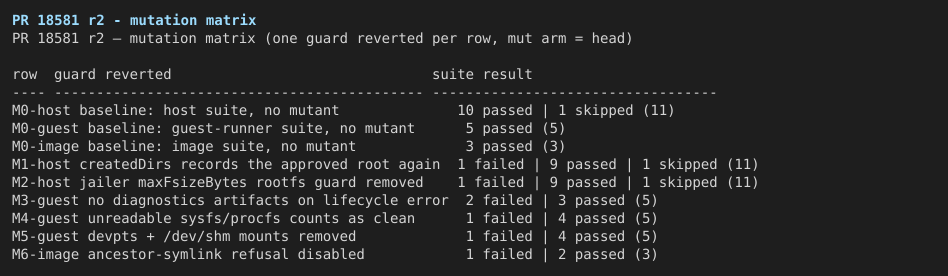 PR 18581 r2 - mutation matrix
PR 18581 r2 — mutation matrix (one guard reverted per row, mut arm = head)
row  guard reverted                                suite result
---- --------------------------------------------- --------------------------------------
M0-host baseline: host suite, no mutant               10 passed | 1 skipped (11)
M0-guest baseline: guest-runner suite, no mutant       5 passed (5)
M0-image baseline: image suite, no mutant              3 passed (3)
M1-host createdDirs records the approved root again  1 failed | 9 passed | 1 skipped (11)
M2-host jailer maxFsizeBytes rootfs guard removed    1 failed | 9 passed | 1 skipped (11)
M3-guest no diagnostics artifacts on lifecycle error  2 failed | 3 passed (5)
M4-guest unreadable sysfs/procfs counts as clean      1 failed | 4 passed (5)
M5-guest devpts + /dev/shm mounts removed             1 failed | 4 passed (5)
M6-image ancestor-symlink refusal disabled            1 failed | 2 passed (3)